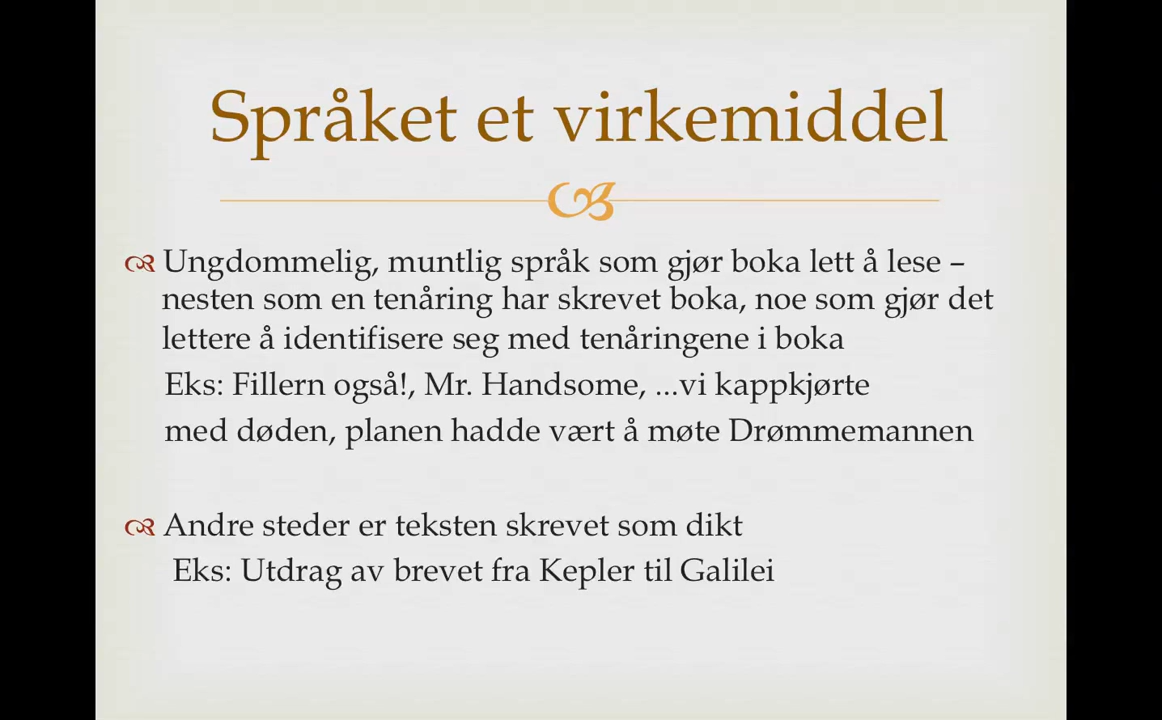 Språket et virkemiddel
Ungdommelig, muntlig språk som gjør boka lett å lese –
nesten som en tenåring har skrevet boka, noe som gjør det
lettere å identifisere seg med tenåringene i boka
Eks: Fillern også!, Mr. Handsome, ...vi kappkjørte
med døden, planen hadde vært å møte Drømmemannen
Andre steder er teksten skrevet som dikt
Eks: Utdrag av brevet fra Kepler til Galilei